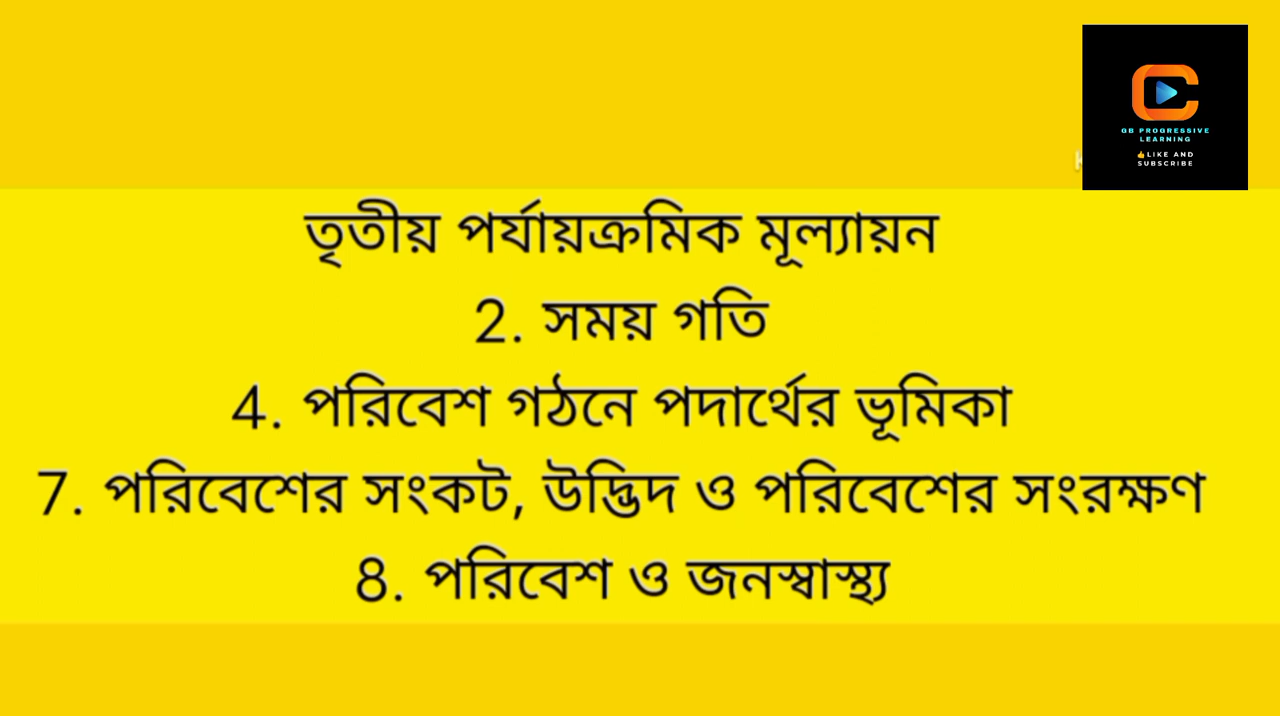 GB PROGRESSIVE
LEARNING
👍LIKE AND
SUBSCRIBE
তৃতীয় পর্যায়ক্রমিক মূল্যায়ন
2. সময় গতি
4. পরিবেশ গঠনে পদার্থের ভূমিকা
7. পরিবেশের সংকট, উদ্ভিদ ও পরিবেশের সংরক্ষণ
8. পরিবেশ ও জনস্বাস্থ্য